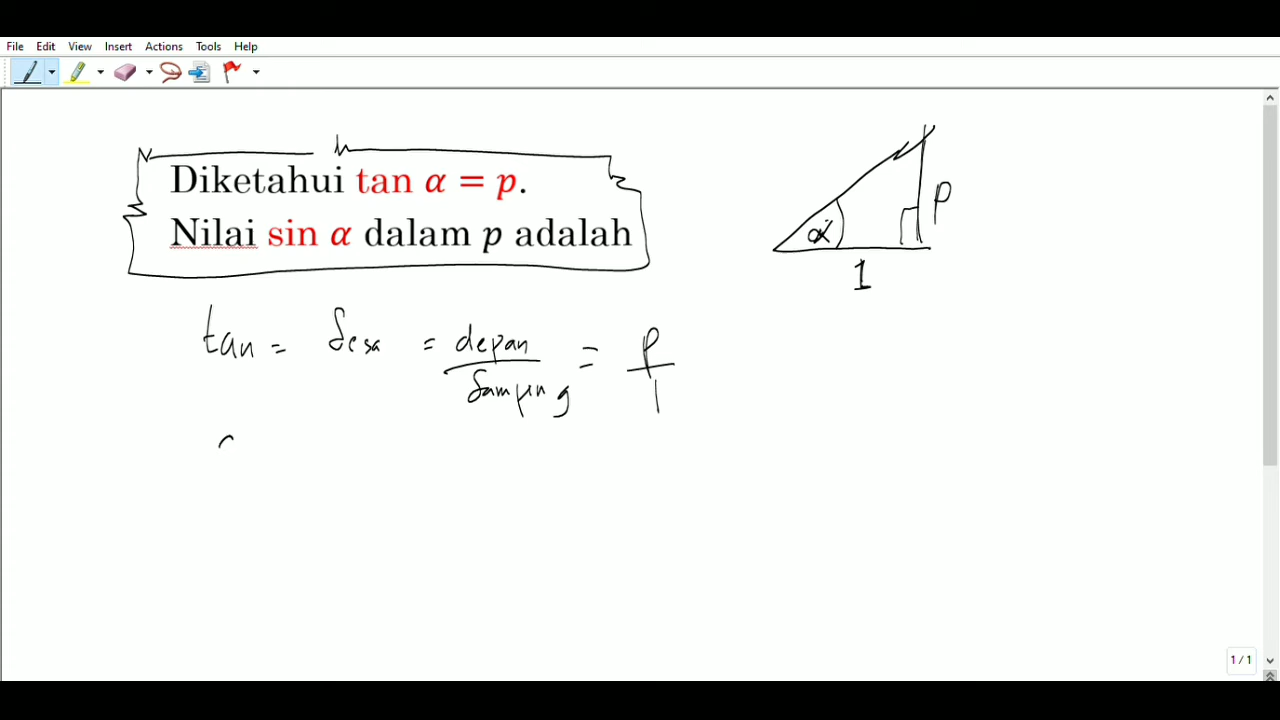 File Edit View Insert Actions Tools Help
Diketahui tan α = p.
Nilai sin α dalam p adalah
α
p
1
tan = desa = depan / samping = p / 1
1 / 1